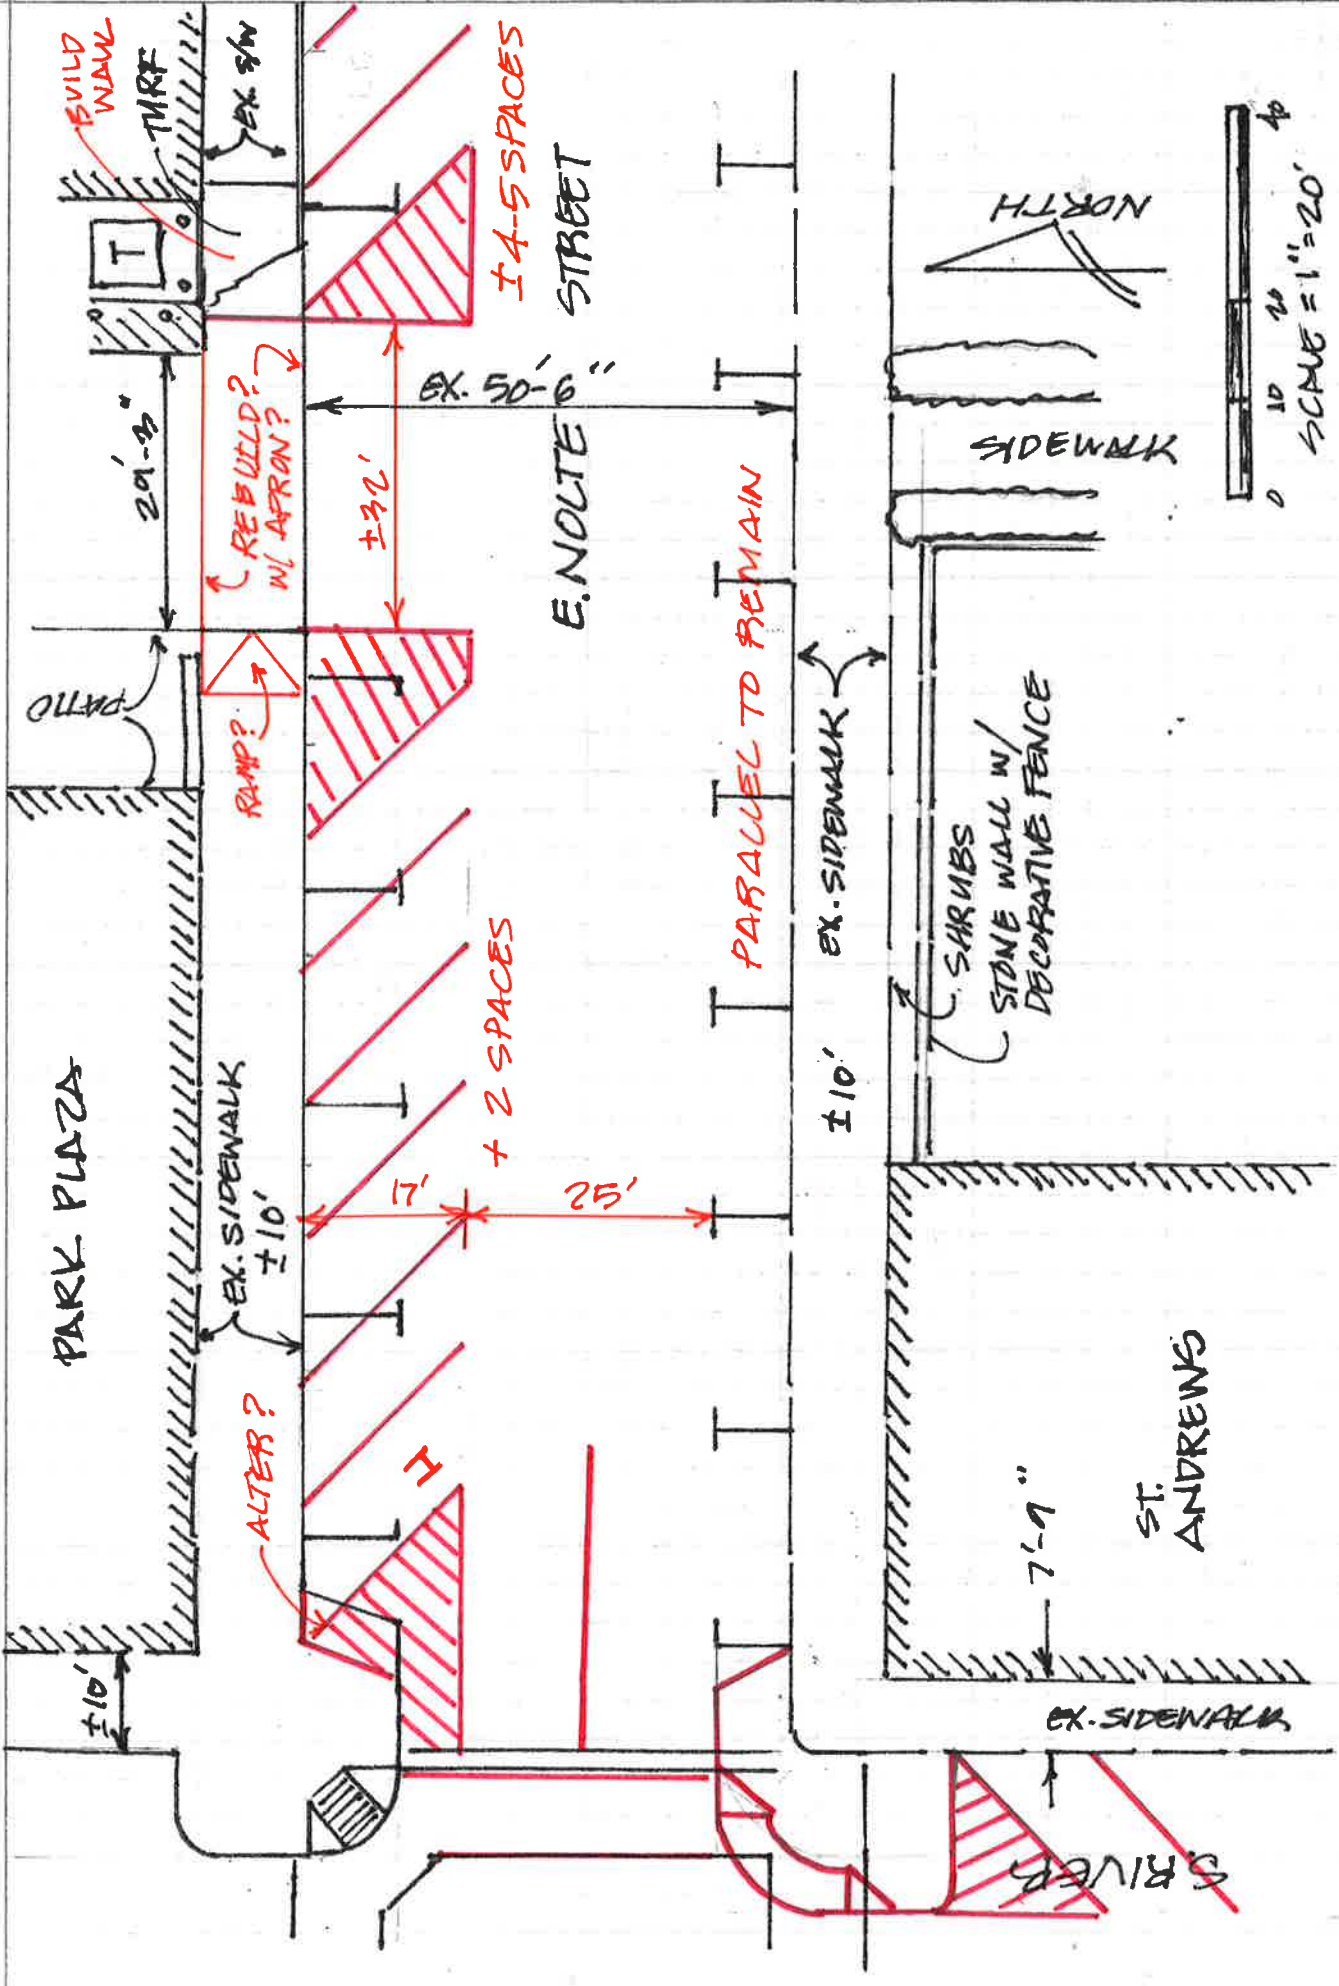 PARK PLAZA
PATIO
29'-3"
T
BUILD
WALK
TURF
EX. S/W
±10'
EX. SIDEWALK
±10'
ALTER?
RAMP?
REBUILD?
W/ APRON?
±32'
±4-5 SPACES
H
17'
25'
+ 2 SPACES
EX. 50'-6"
E. NOLTE STREET
PARALLEL TO REMAIN
EX. SIDEWALK
±10'
SHRUBS
STONE WALL W/
DECORATIVE FENCE
SIDEWALK
NORTH
ST.
ANDREWS
7'-9"
EX. SIDEWALK
S. RIVER
0 10 20 40
SCALE = 1" = 20'